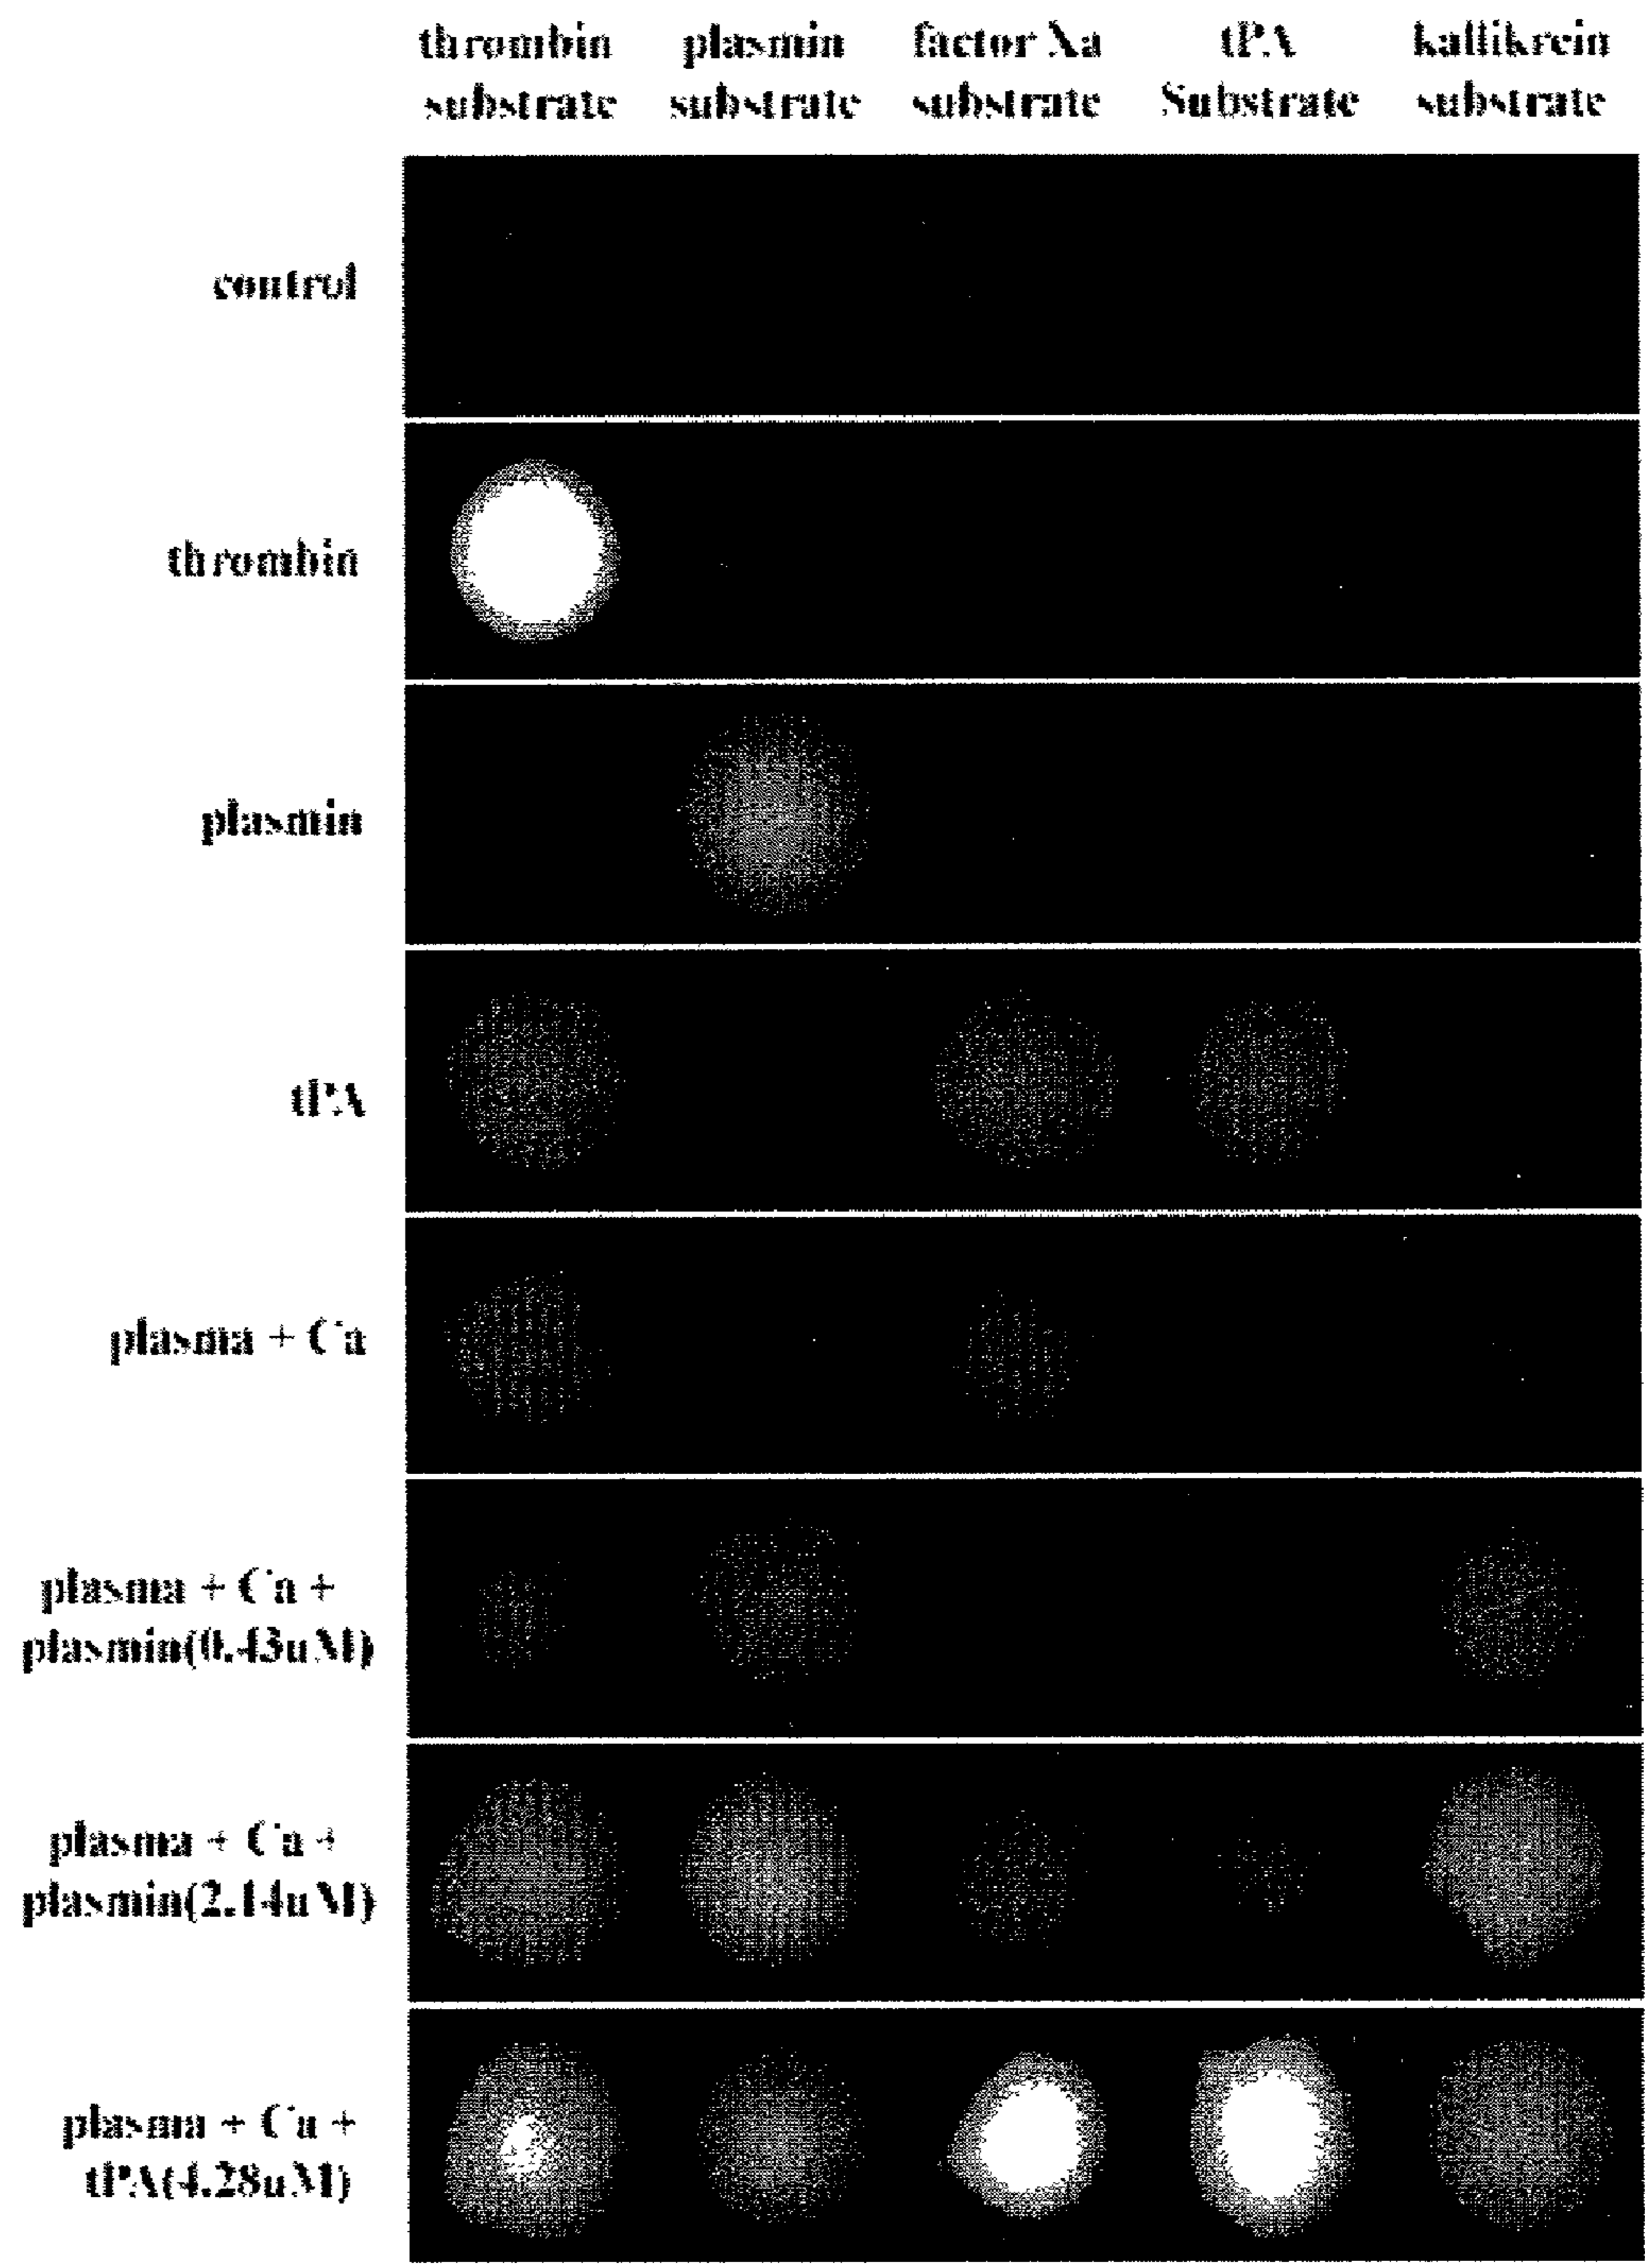 thrombin substrate
plasmin substrate
factor Xa substrate
tPA Substrate
kallikrein substrate
control
thrombin
plasmin
tPA
plasma + Ca
plasma + Ca +
plasmin(0.43uM)
plasma + Ca +
plasmin(2.14uM)
plasma + Ca +
tPA(4.28uM)